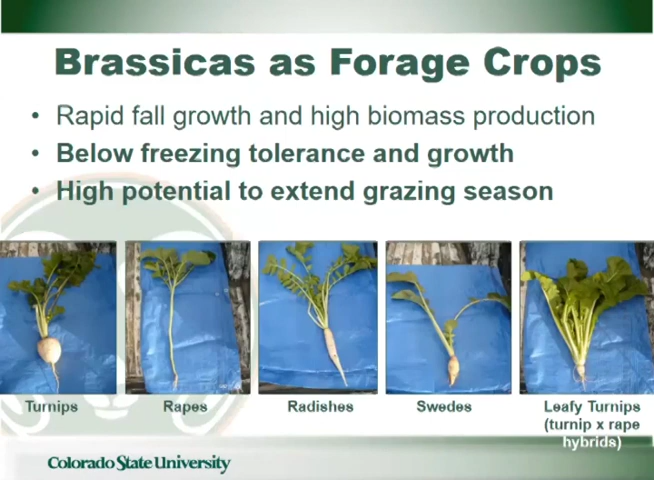 Brassicas as Forage Crops
• Rapid fall growth and high biomass production
• Below freezing tolerance and growth
• High potential to extend grazing season
Turnips
Rapes
Radishes
Swedes
Leafy Turnips
(turnip x rape
hybrids)
Colorado State University